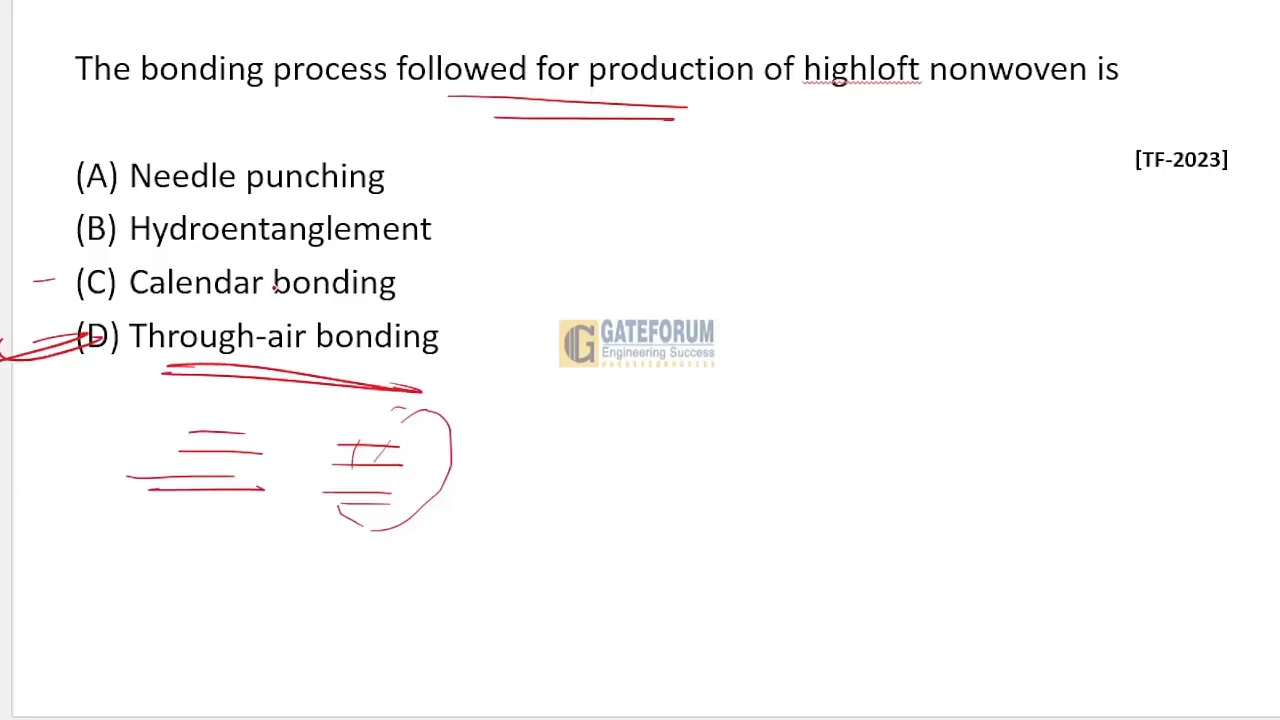 The bonding process followed for production of highloft nonwoven is
[TF-2023]
(A) Needle punching
(B) Hydroentanglement
(C) Calendar bonding
(D) Through-air bonding
GATEFORUM
Engineering Success